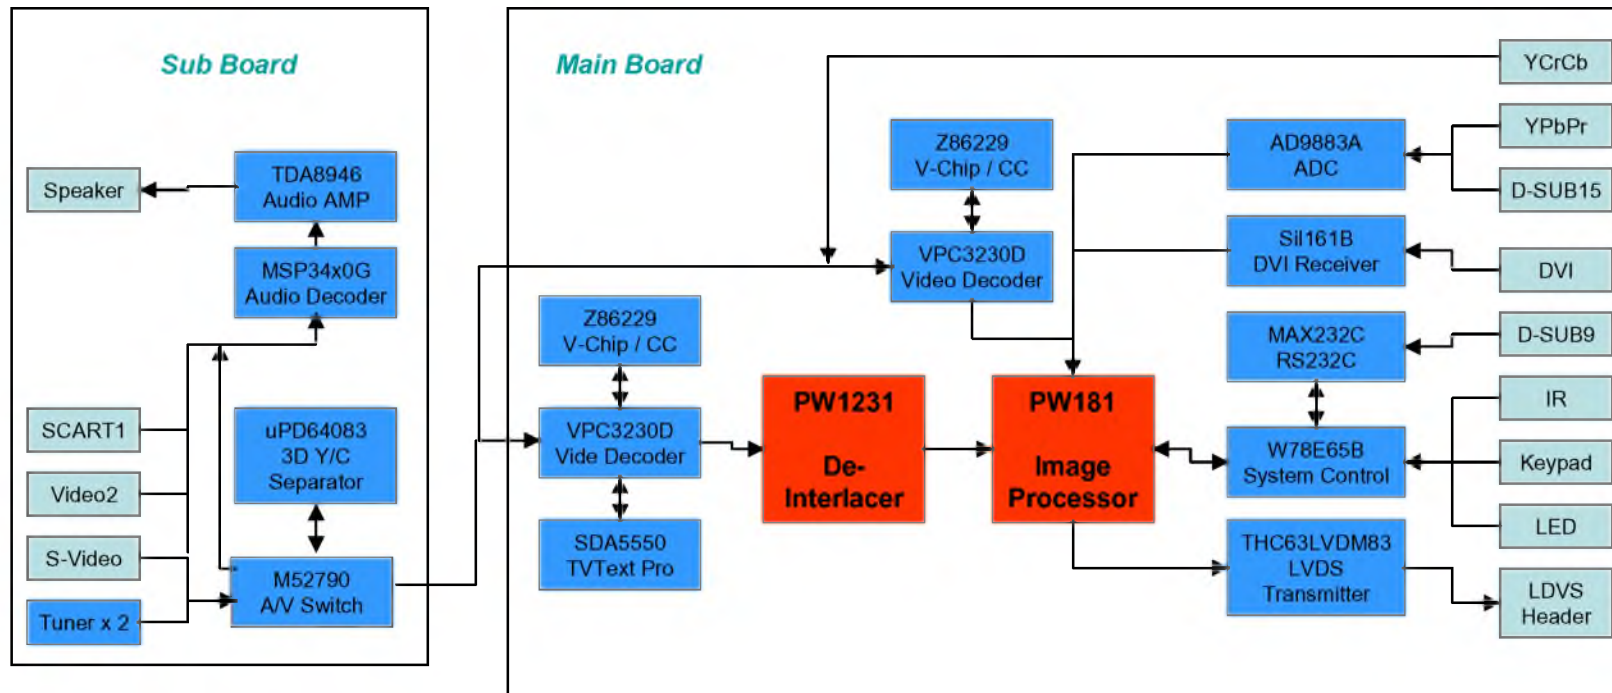 Sub Board
Speaker
TDA8946
Audio AMP
MSP34x0G
Audio Decoder
SCART1
Video2
S-Video
Tuner x 2
uPD64083
3D Y/C
Separator
M52790
A/V Switch
Main Board
Z86229
V-Chip / CC
VPC3230D
Video Decoder
Z86229
V-Chip / CC
VPC3230D
Vide Decoder
SDA5550
TVText Pro
PW1231
De-
Interlacer
PW181
Image
Processor
AD9883A
ADC
SiI161B
DVI Receiver
MAX232C
RS232C
W78E65B
System Control
THC63LVDM83
LVDS
Transmitter
YCrCb
YPbPr
D-SUB15
DVI
D-SUB9
IR
Keypad
LED
LDVS
Header